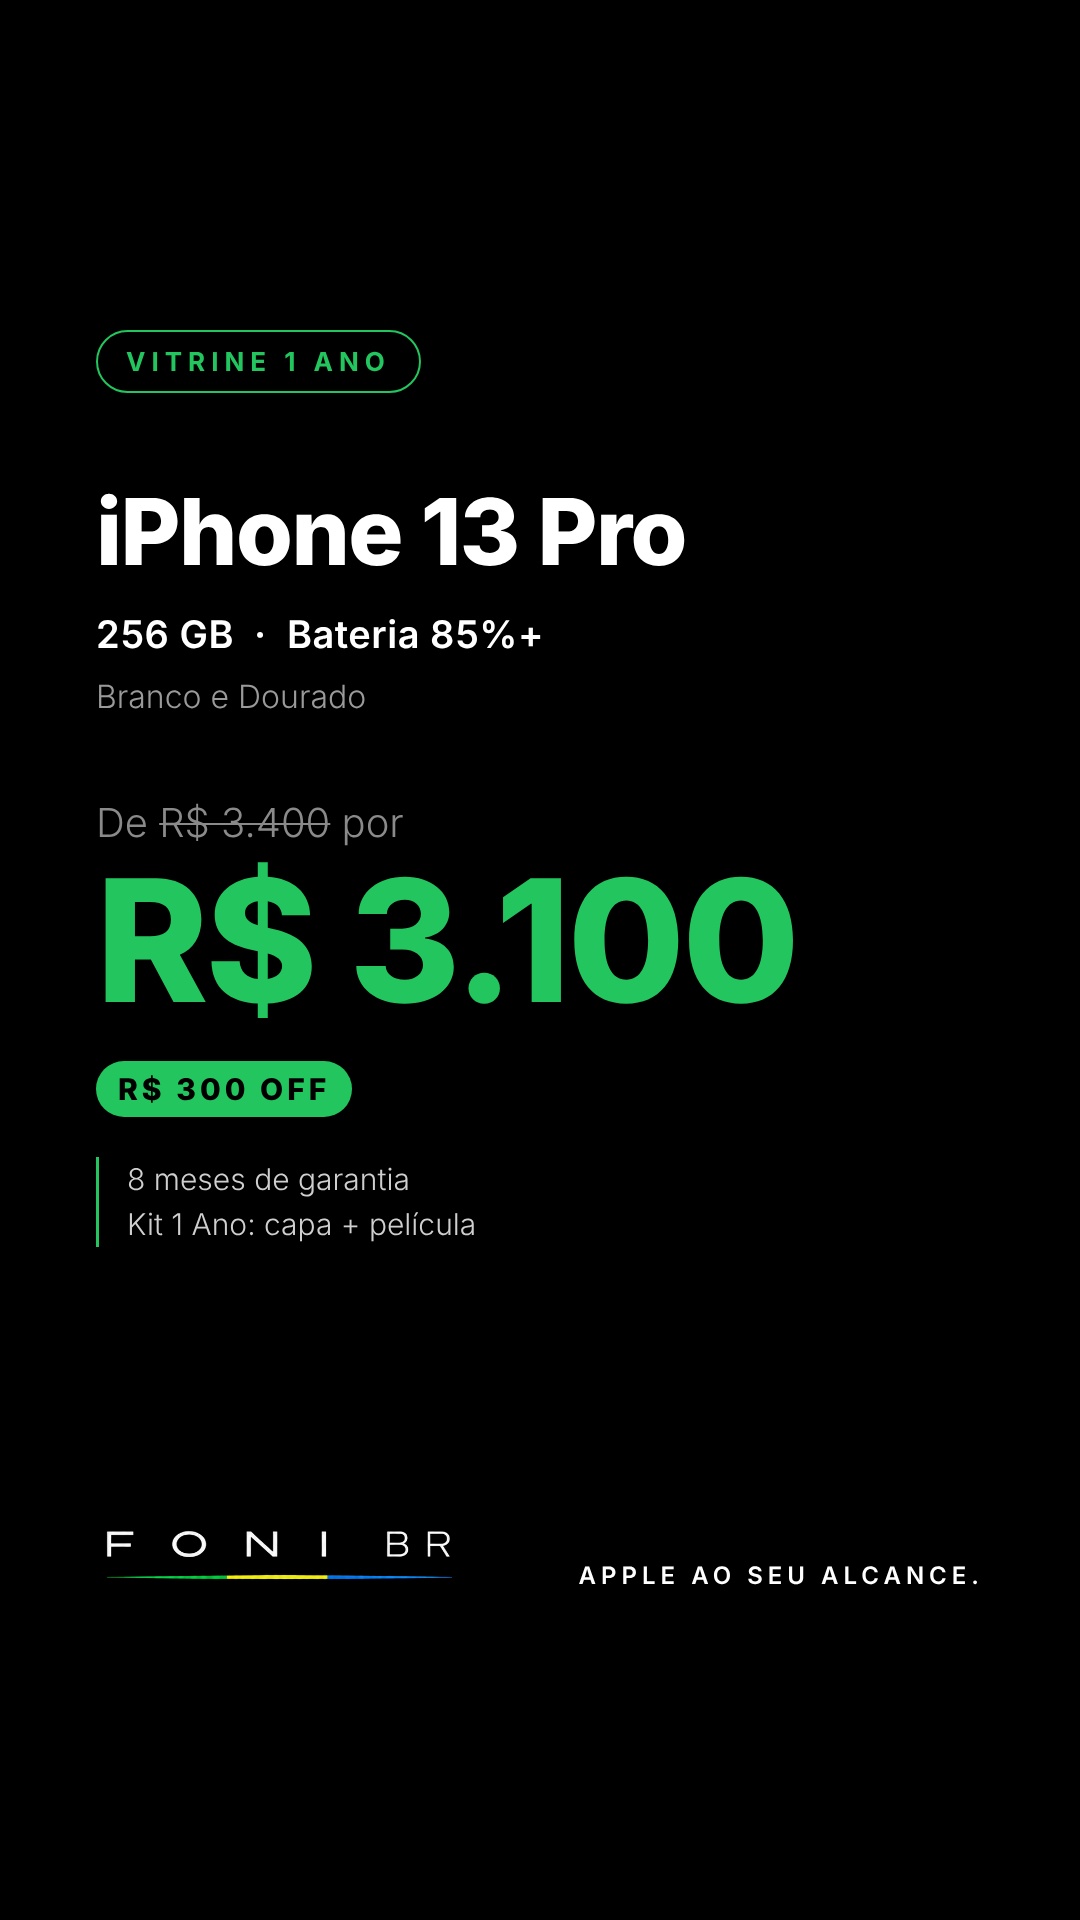 VITRINE 1 ANO
iPhone 13 Pro
256 GB · Bateria 85%+
Branco e Dourado
De R$ 3.400 por
R$ 3.100
R$ 300 OFF
8 meses de garantia
Kit 1 Ano: capa + película
FONI BR
APPLE AO SEU ALCANCE.